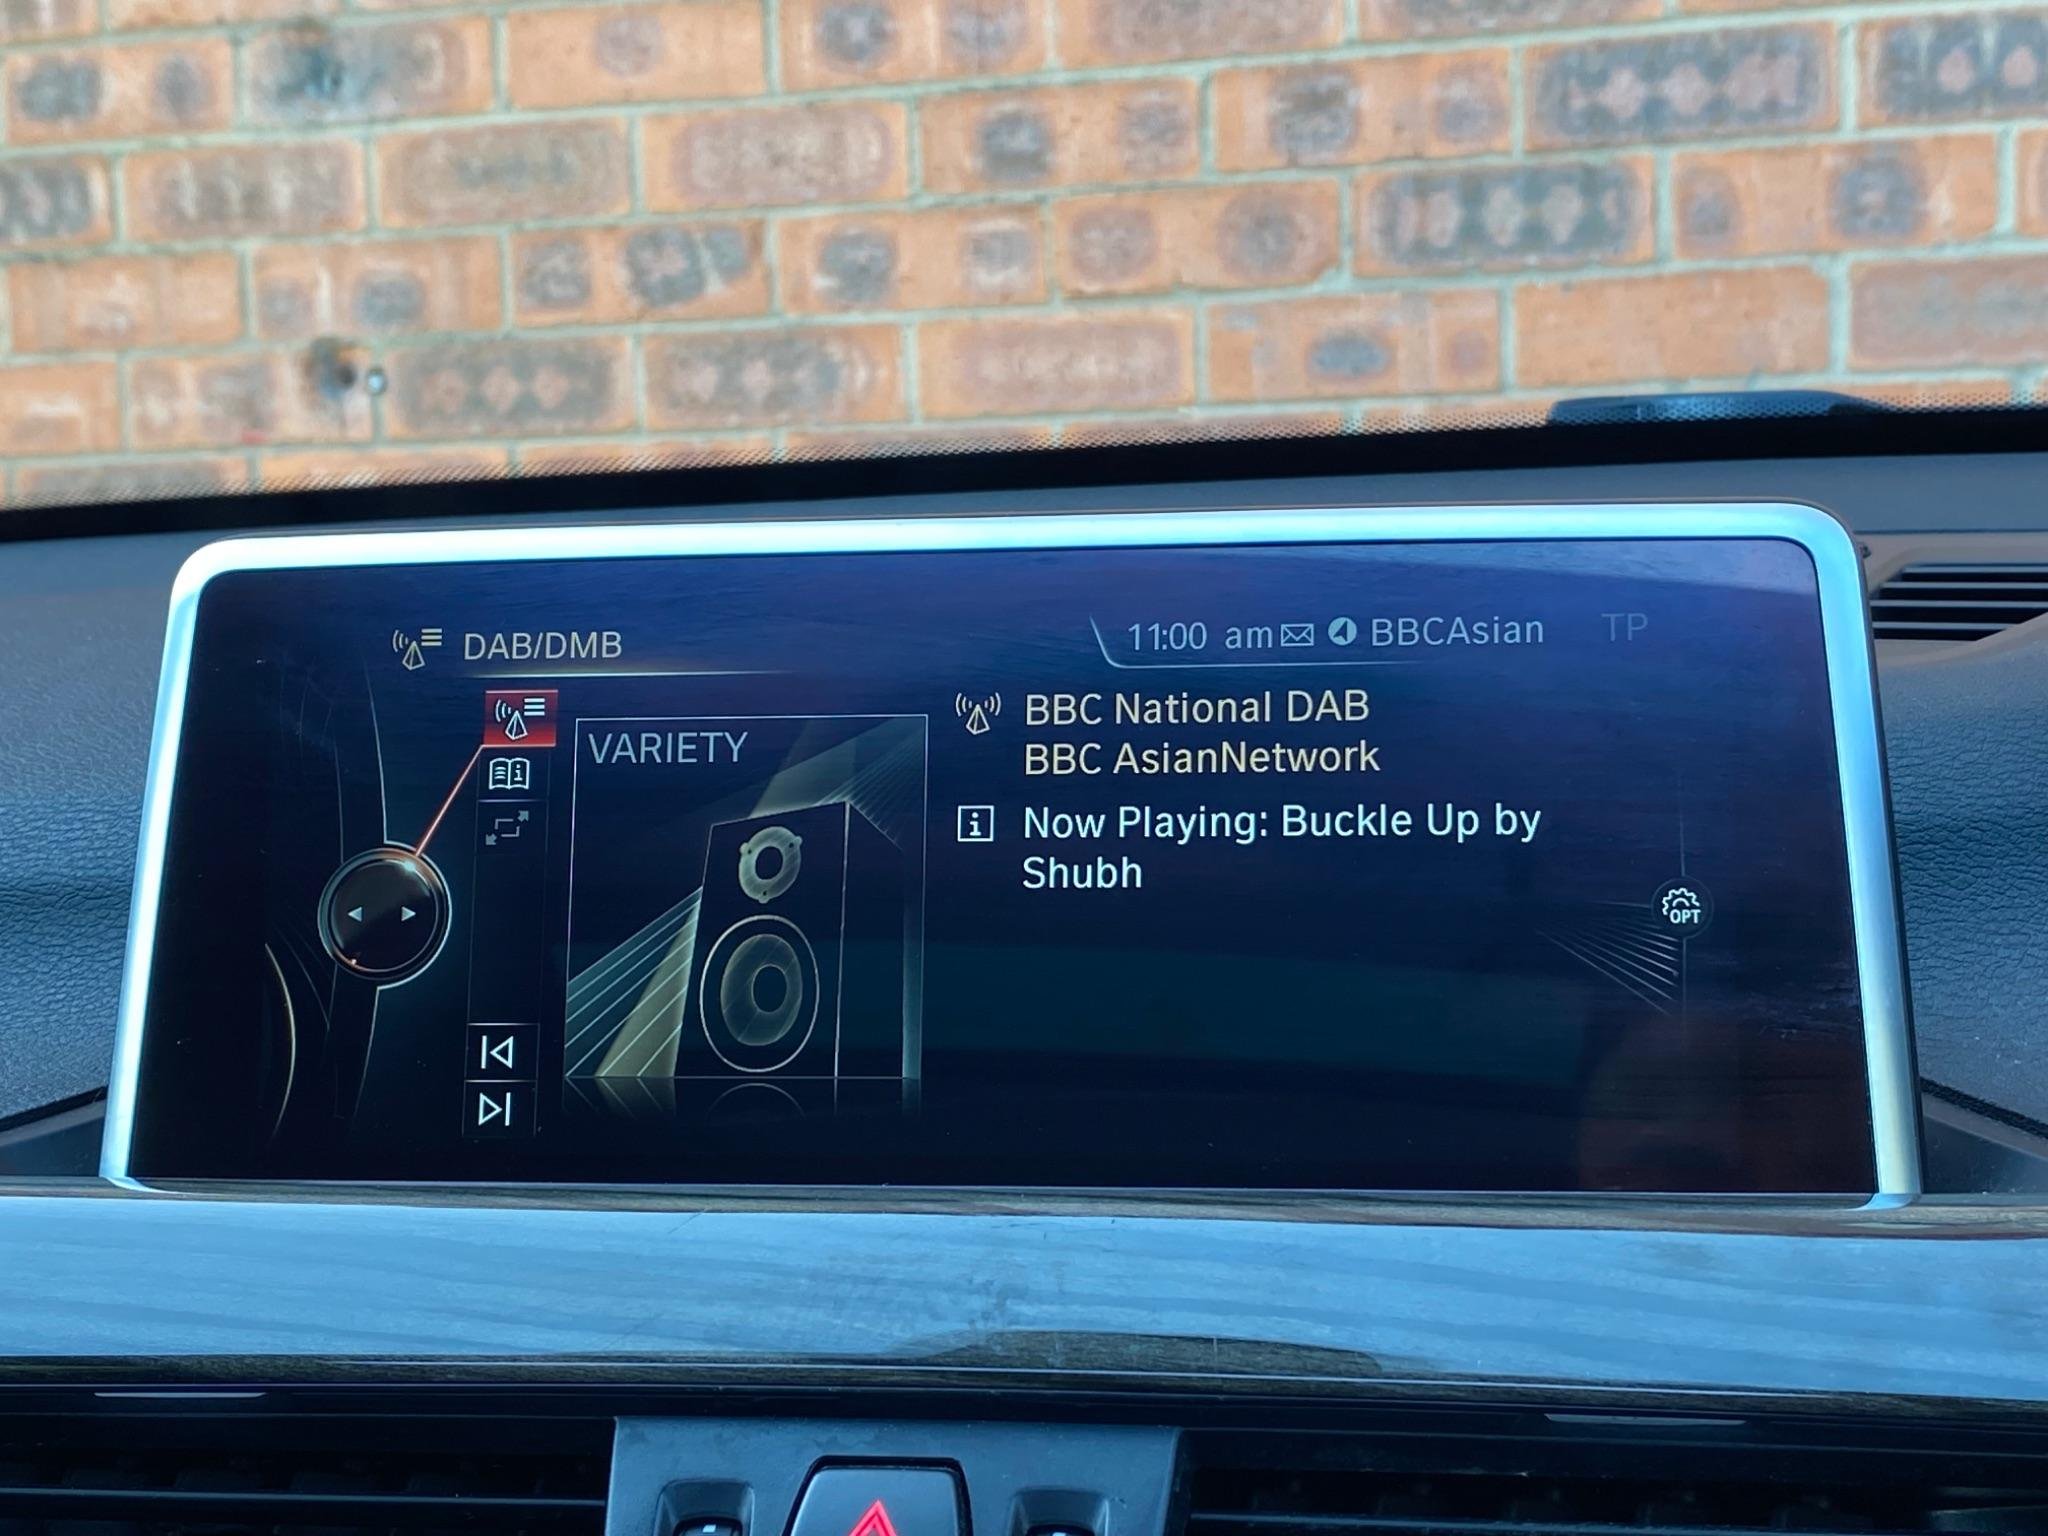 DAB/DMB
11:00 am BBCAsian TP
VARIETY
BBC National DAB
BBC AsianNetwork
Now Playing: Buckle Up by
Shubh
OPT